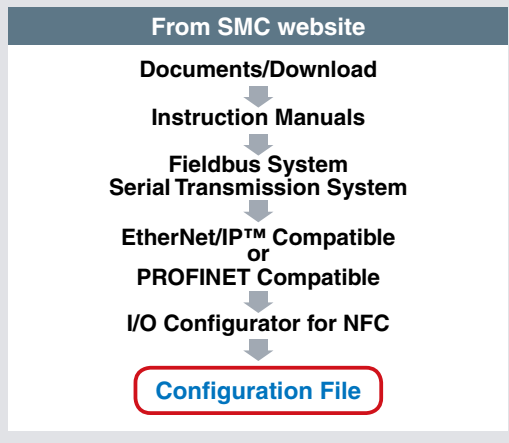 From SMC website
Documents/Download
Instruction Manuals
Fieldbus System
Serial Transmission System
EtherNet/IP™ Compatible
or
PROFINET Compatible
I/O Configurator for NFC
Configuration File